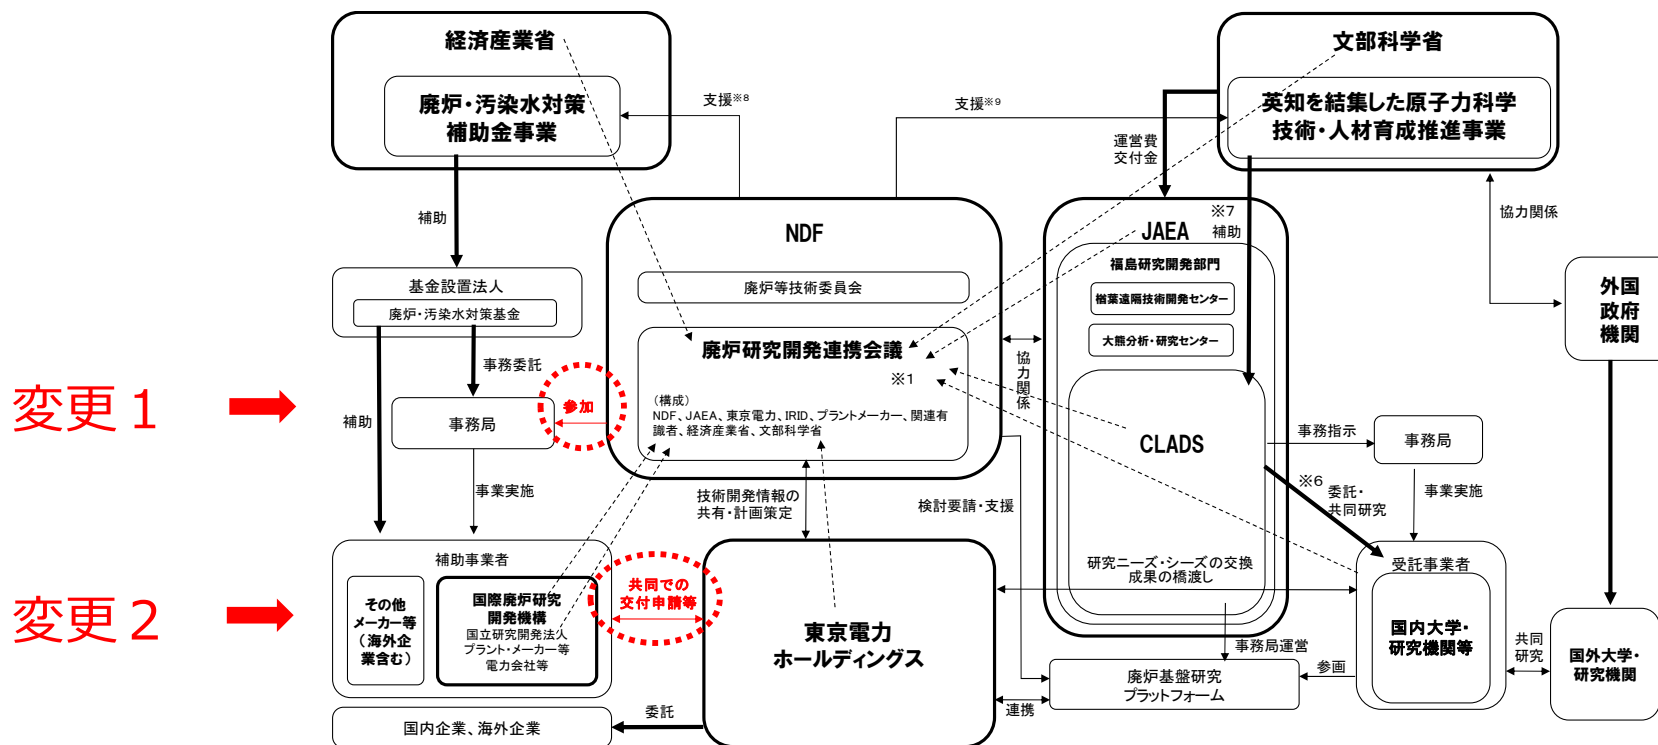 経済産業省
廃炉・汚染水対策
補助金事業
文部科学省
英知を結集した原子力科学
技術・人材育成推進事業
支援※8
支援※9
運営費
交付金
補助
※7
補助
協力関係
NDF
廃炉等技術委員会
廃炉研究開発連携会議
※1
(構成)
NDF、JAEA、東京電力、IRID、プラントメーカー、関連有
識者、経済産業省、文部科学省
JAEA
福島研究開発部門
楢葉遠隔技術開発センター
大熊分析・研究センター
CLADS
協力関係
外国
政府
機関
基金設置法人
廃炉・汚染水対策基金
事務委託
変更1
参加
補助
事務局
事務指示
事務局
事業実施
技術開発情報の
共有・計画策定
検討要請・支援
※6
委託・
共同研究
事業実施
変更2
補助事業者
その他
メーカー等
(海外企
業含む)
国際廃炉研究
開発機構
国立研究開発法人
プラント・メーカー等
電力会社等
共同での
交付申請等
東京電力
ホールディングス
研究ニーズ・シーズの交換
成果の橋渡し
受託事業者
国内大学・
研究機関等
共同
研究
国外大学・
研究機関
事務局運営
廃炉基盤研究
プラットフォーム
参画
連携
委託
国内企業、海外企業